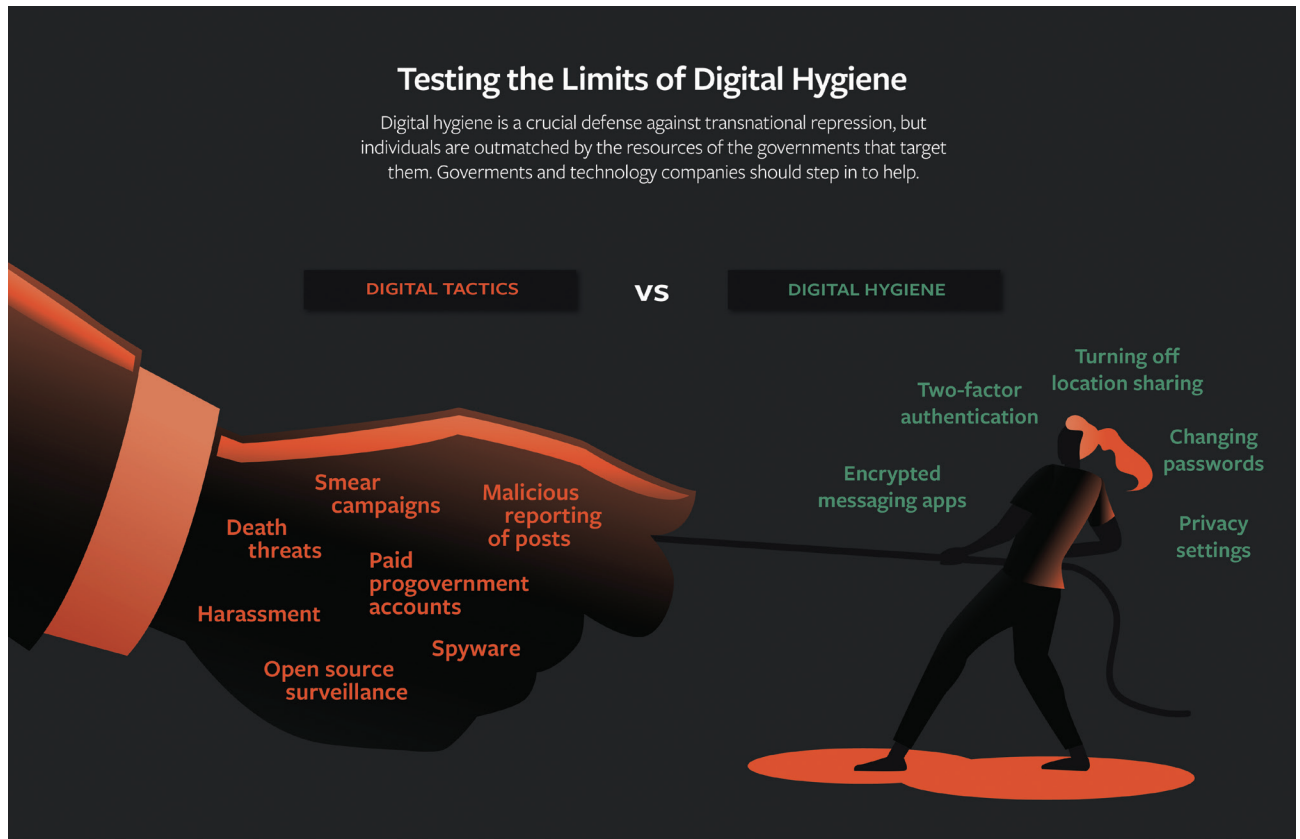 Testing the Limits of Digital Hygiene
Digital hygiene is a crucial defense against transnational repression, but
individuals are outmatched by the resources of the governments that target
them. Goverments and technology companies should step in to help.
DIGITAL TACTICS
vs
DIGITAL HYGIENE
Smear
campaigns
Malicious
reporting
of posts
Death
threats
Paid
progovernment
accounts
Harassment
Spyware
Open source
surveillance
Turning off
location sharing
Two-factor
authentication
Changing
passwords
Encrypted
messaging apps
Privacy
settings